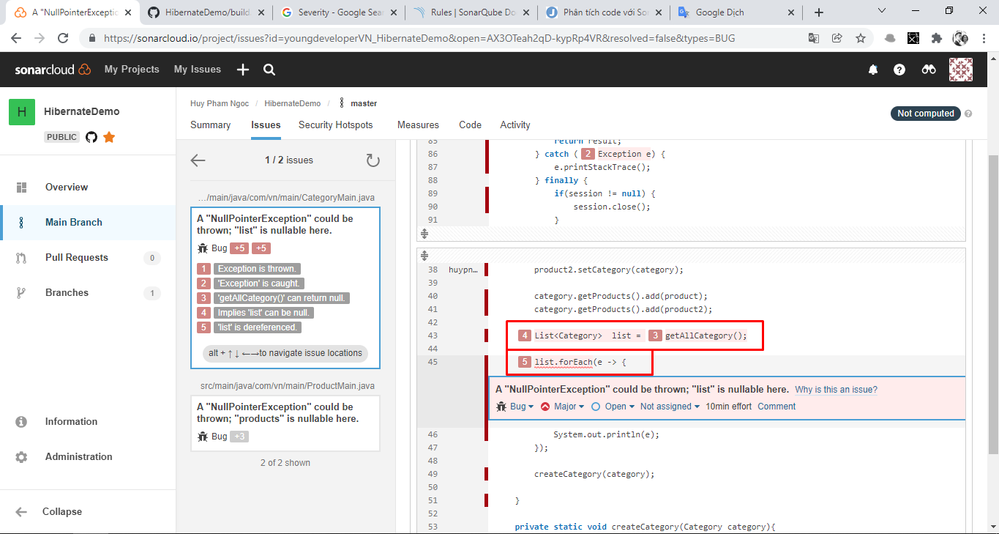 A "NullPointerExceptic
HibernateDemo/build.
Severity - Google Sear
Rules | SonarQube Do
Phân tích code với So
Google Dịch
https://sonarcloud.io/project/issues?id=youngdeveloperVN_HibernateDemo&open=AX3OTeah2qD-kypRp4VR&resolved=false&types=BUG
sonarcloud My Projects My Issues
H HibernateDemo
PUBLIC
Overview
Main Branch
Pull Requests 0
Branches 1
Information
Administration
Collapse
Huy Pham Ngoc / HibernateDemo / master
Not computed
Summary Issues Security Hotspots Measures Code Activity
1 / 2 issues
…/main/java/com/vn/main/CategoryMain.java
A "NullPointerException" could be
thrown; "list" is nullable here.
Bug +5 +5
1 Exception is thrown.
2 'Exception' is caught.
3 'getAllCategory()' can return null.
4 Implies 'list' can be null.
5 'list' is dereferenced.
alt + ↑ ↓ ←→to navigate issue locations
src/main/java/com/vn/main/ProductMain.java
A "NullPointerException" could be
thrown; "products" is nullable here.
Bug +3
2 of 2 shown
85 return result;
86 } catch ( 2 Exception e) {
87 e.printStackTrace();
88 } finally {
89 if(session != null) {
90 session.close();
91 }
38 huypn… product2.setCategory(category);
39
40 category.getProducts().add(product);
41 category.getProducts().add(product2);
42
43 4 List<Category> list = 3 getAllCategory();
44
45 5 list.forEach(e -> {
A "NullPointerException" could be thrown; "list" is nullable here. Why is this an issue?
Bug Major Open Not assigned 10min effort Comment
46 System.out.println(e);
47 });
48
49 createCategory(category);
50
51 }
52
53 private static void createCategory(Category category){